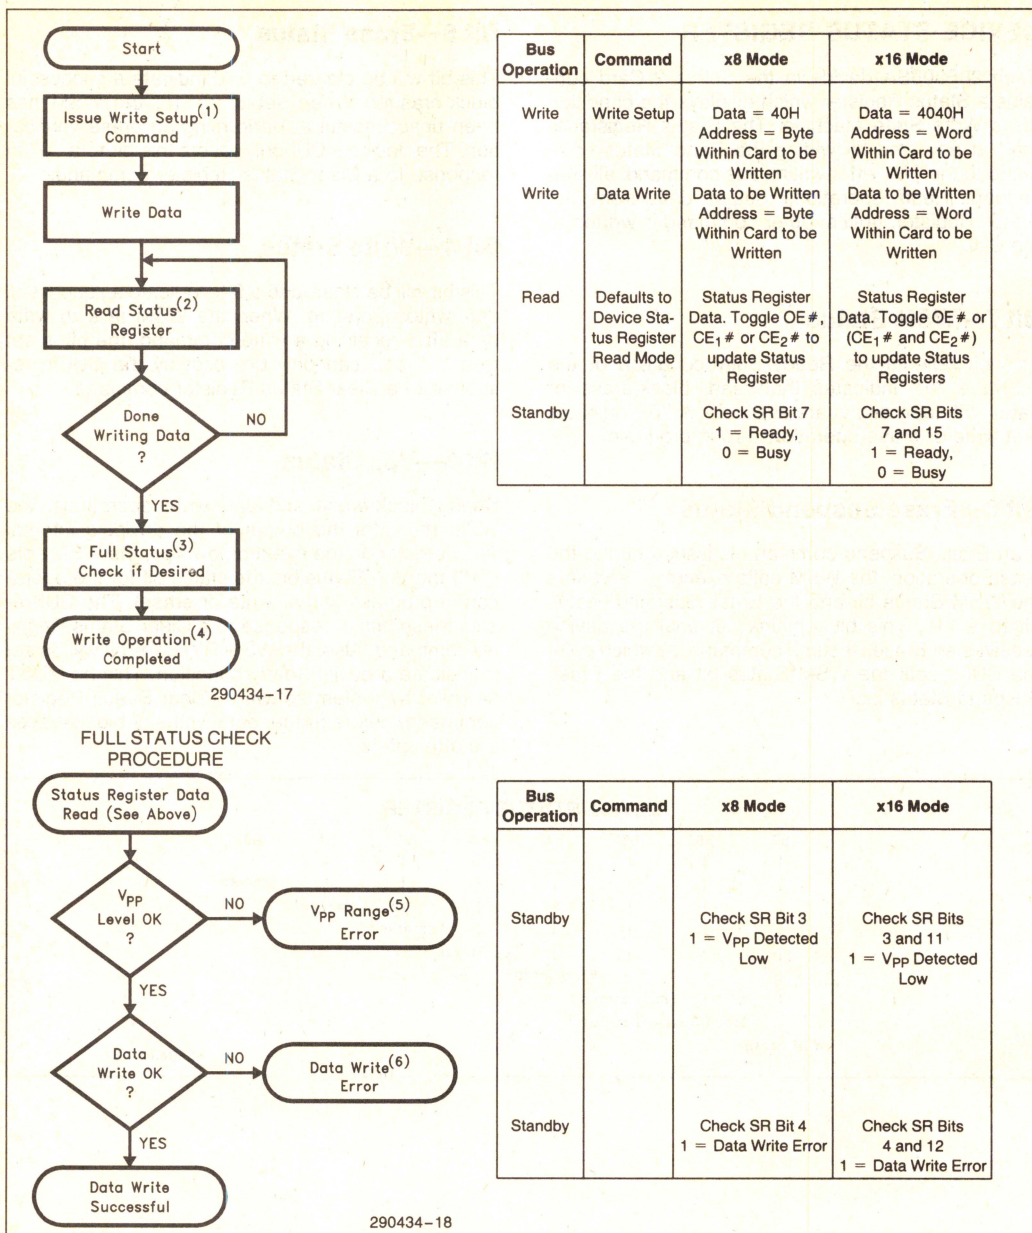 Start
Issue Write Setup(1)
Command
Write Data
Read Status(2)
Register
Done
Writing Data
?
NO
YES
Full Status(3)
Check if Desired
Write Operation(4)
Completed
290434–17
Bus Operation Command x8 Mode x16 Mode
Write Write Setup Data = 40H Data = 4040H
Address = Byte Address = Word
Within Card to be Within Card to be
Written Written
Write Data Write Data to be Written Data to be Written
Address = Byte Address = Word
Within Card to be Within Card to be
Written Written
Read Defaults to Status Register Status Register
Device Sta- Data. Toggle OE#, Data. Toggle OE# or
tus Register CE1# or CE2# to (CE1# and CE2#)
Read Mode update Status to update Status
Register Registers
Standby Check SR Bit 7 Check SR Bits
1 = Ready, 7 and 15
0 = Busy 1 = Ready,
0 = Busy
FULL STATUS CHECK
PROCEDURE
Status Register Data
Read (See Above)
VPP
Level OK
?
NO
VPP Range(5)
Error
YES
Data
Write OK
?
NO
Data Write(6)
Error
YES
Data Write
Successful
290434–18
Bus Operation Command x8 Mode x16 Mode
Standby Check SR Bit 3 Check SR Bits
1 = VPP Detected 3 and 11
Low 1 = VPP Detected
Low
Standby Check SR Bit 4 Check SR Bits
1 = Data Write Error 4 and 12
1 = Data Write Error